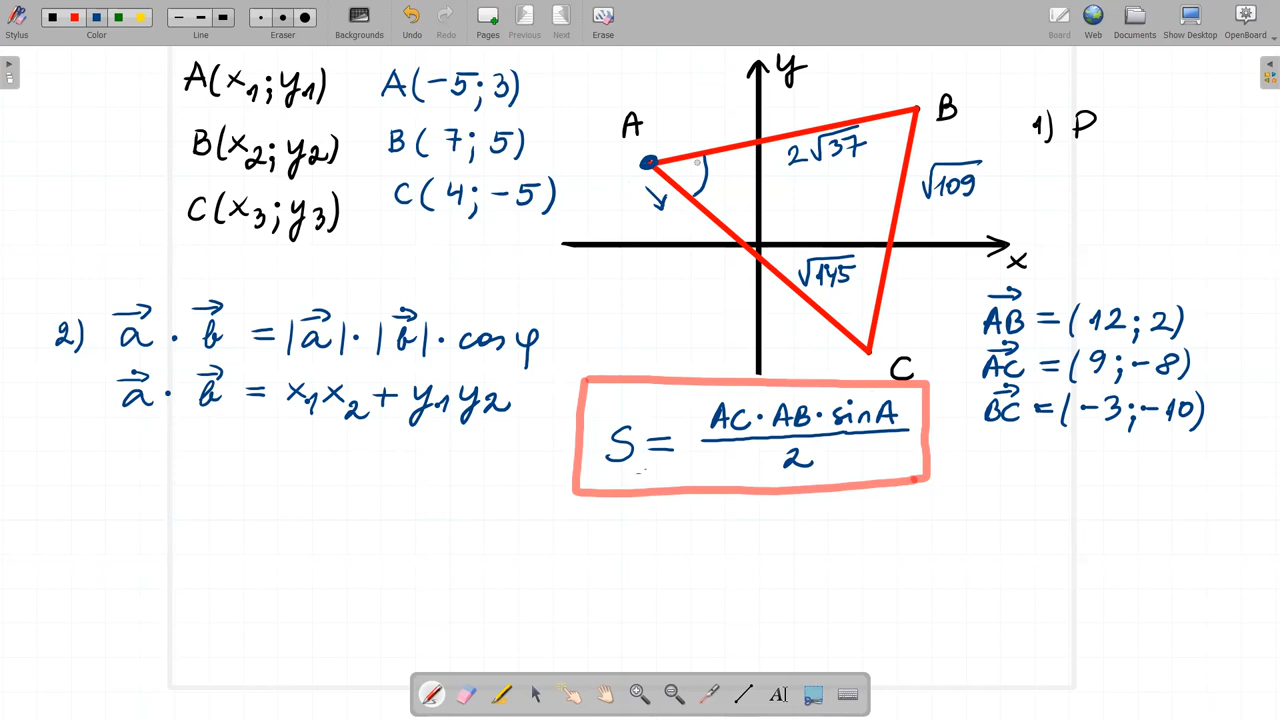 Stylus Color Line Eraser Backgrounds Undo Redo Pages Previous Next Erase Board Web Documents Show Desktop OpenBoard
A(x₁;y₁) A(-5;3)
B(x₂;y₂) B(7;5)
C(x₃;y₃) C(4;-5)
y
A
B
2√37
√109
√145
x
C
1) P
2) a⃗ · b⃗ = |a⃗| · |b⃗| · cos φ
a⃗ · b⃗ = x₁x₂ + y₁y₂
S = AC · AB · sin A / 2
AB⃗ = (12;2)
AC⃗ = (9;-8)
BC⃗ = (-3;-10)